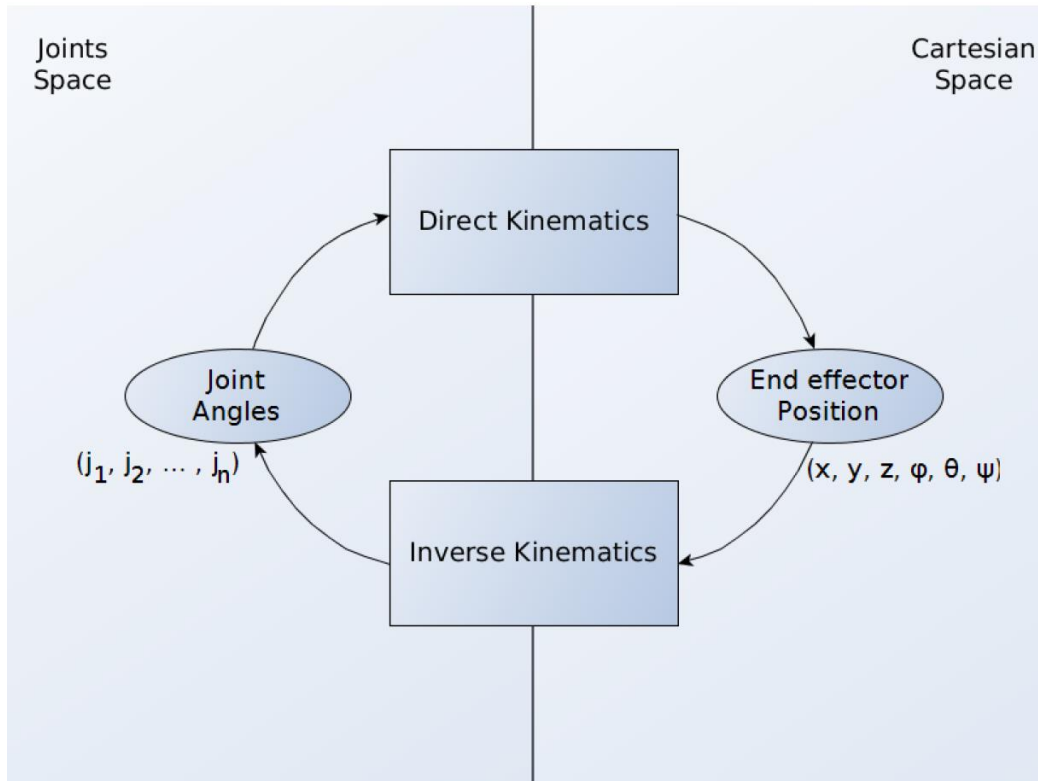 Joints
Space
Cartesian
Space
Direct Kinematics
Joint
Angles
(j₁, j₂, ... , jₙ)
End effector
Position
(x, y, z, φ, θ, ψ)
Inverse Kinematics